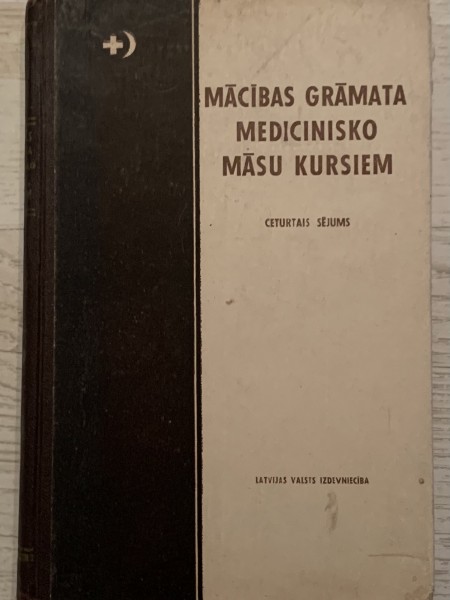 MĀCĪBAS GRĀMATA
MEDICINISKO
MĀSU KURSIEM
CETURTAIS SĒJUMS
LATVIJAS VALSTS IZDEVNIECĪBA